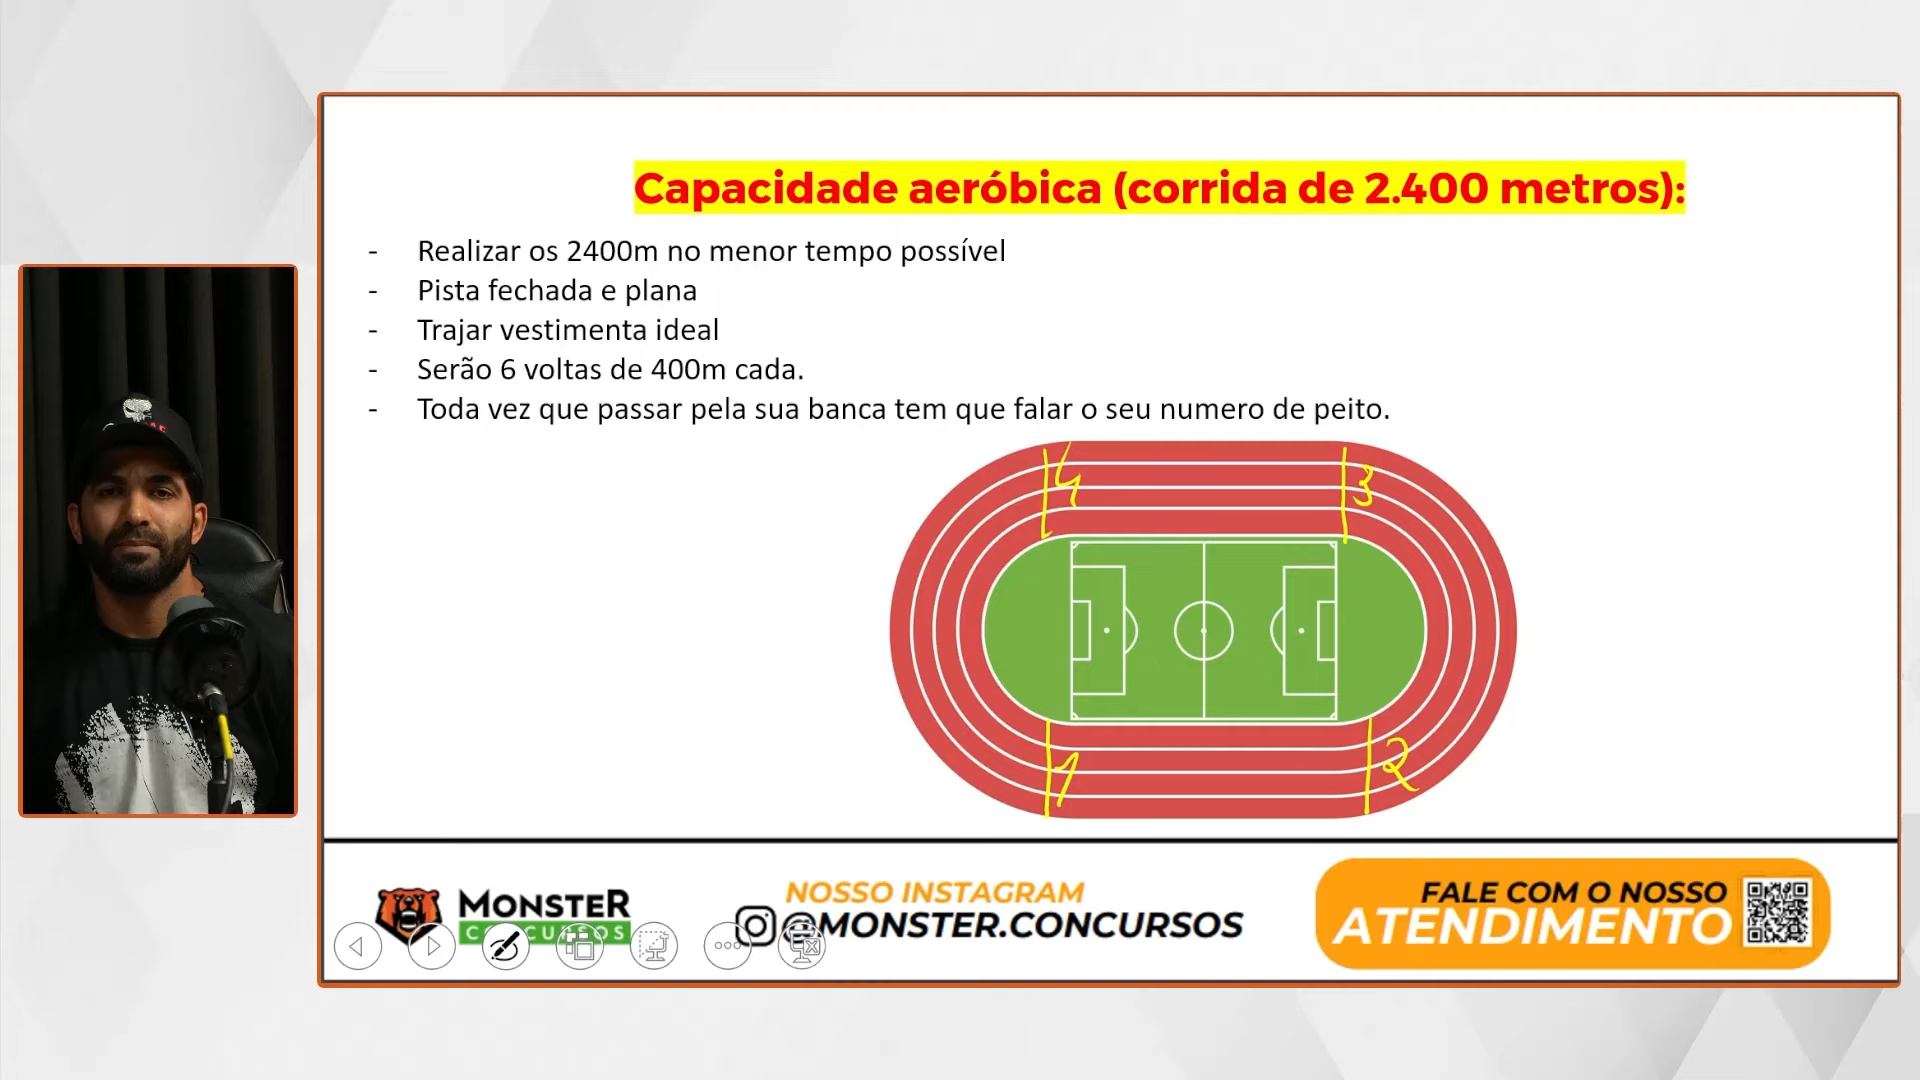 Capacidade aeróbica (corrida de 2.400 metros):
- Realizar os 2400m no menor tempo possível
- Pista fechada e plana
- Trajar vestimenta ideal
- Serão 6 voltas de 400m cada.
- Toda vez que passar pela sua banca tem que falar o seu numero de peito.
4 3
1 2
MONSTER
CONCURSOS
NOSSO INSTAGRAM
@MONSTER.CONCURSOS
FALE COM O NOSSO
ATENDIMENTO